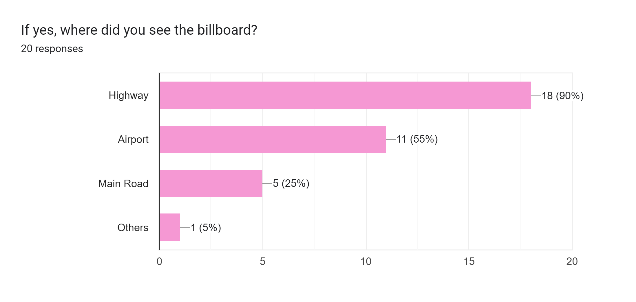 If yes, where did you see the billboard?
20 responses
Highway 18 (90%)
Airport 11 (55%)
Main Road 5 (25%)
Others 1 (5%)
0 5 10 15 20